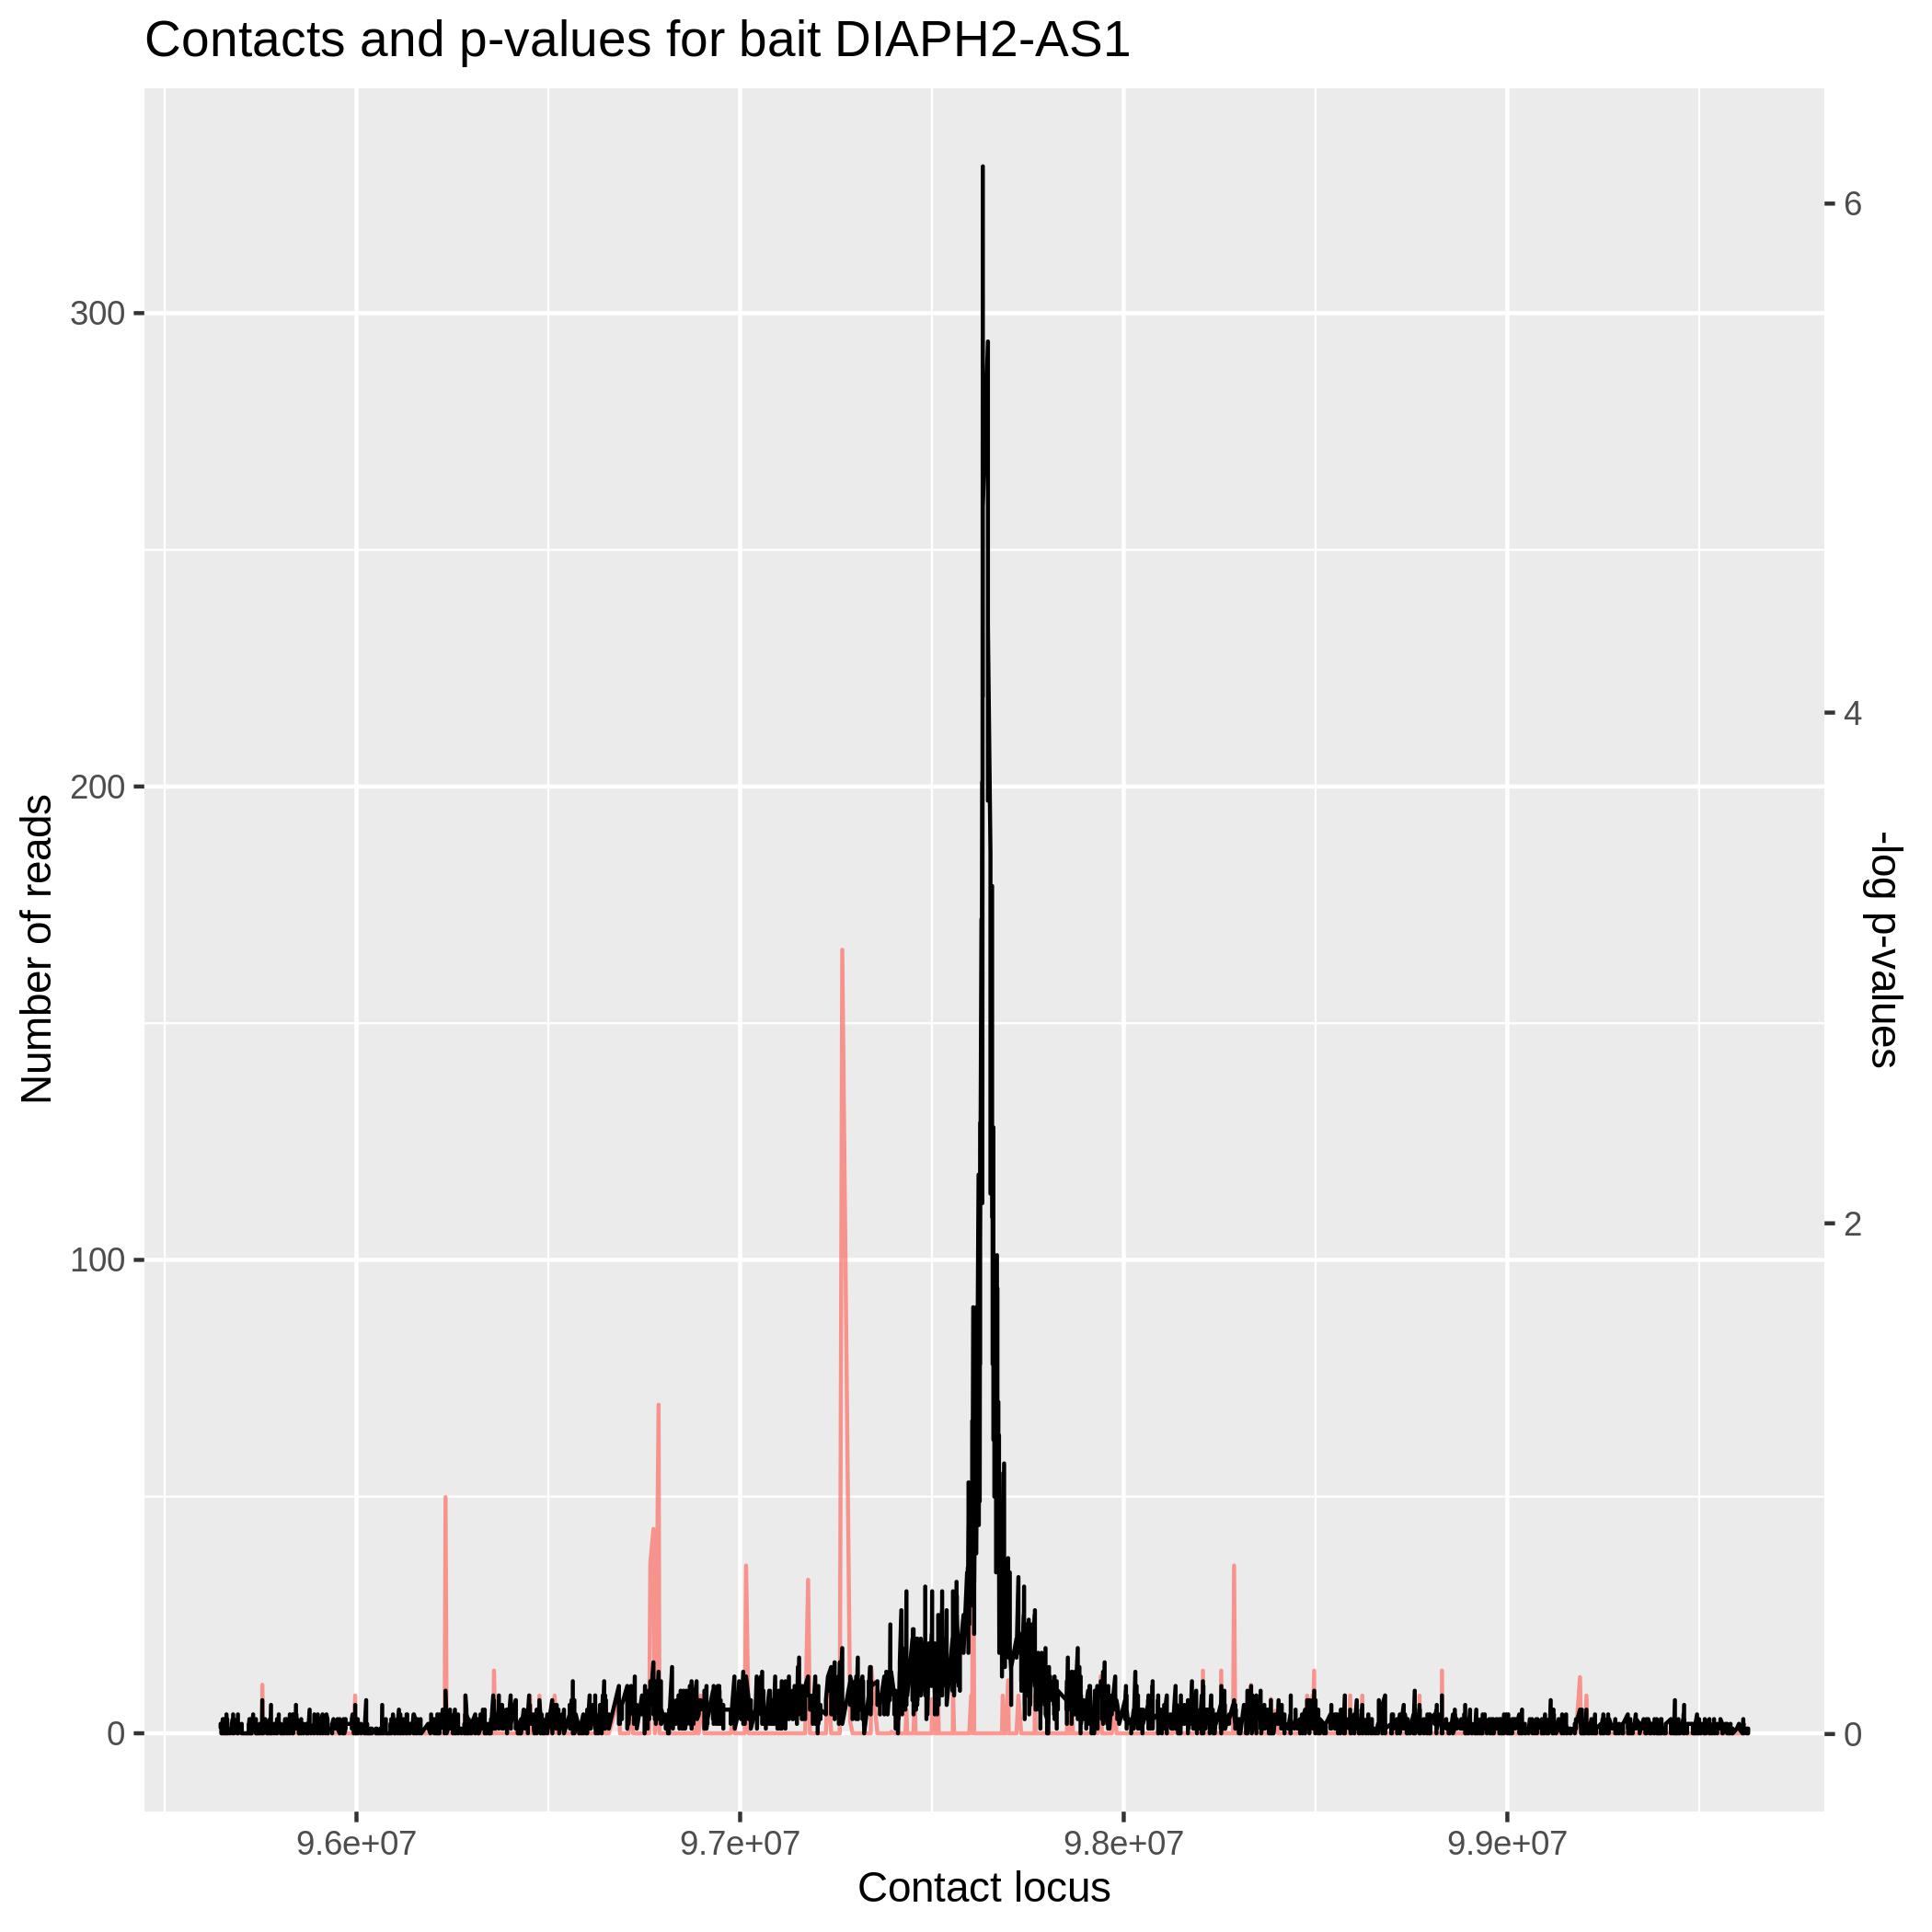 Contacts and p-values for bait DIAPH2-AS1
Number of reads
300
200
100
0
6
4
2
0
-log p-values
9.6e+07 9.7e+07 9.8e+07 9.9e+07
Contact locus